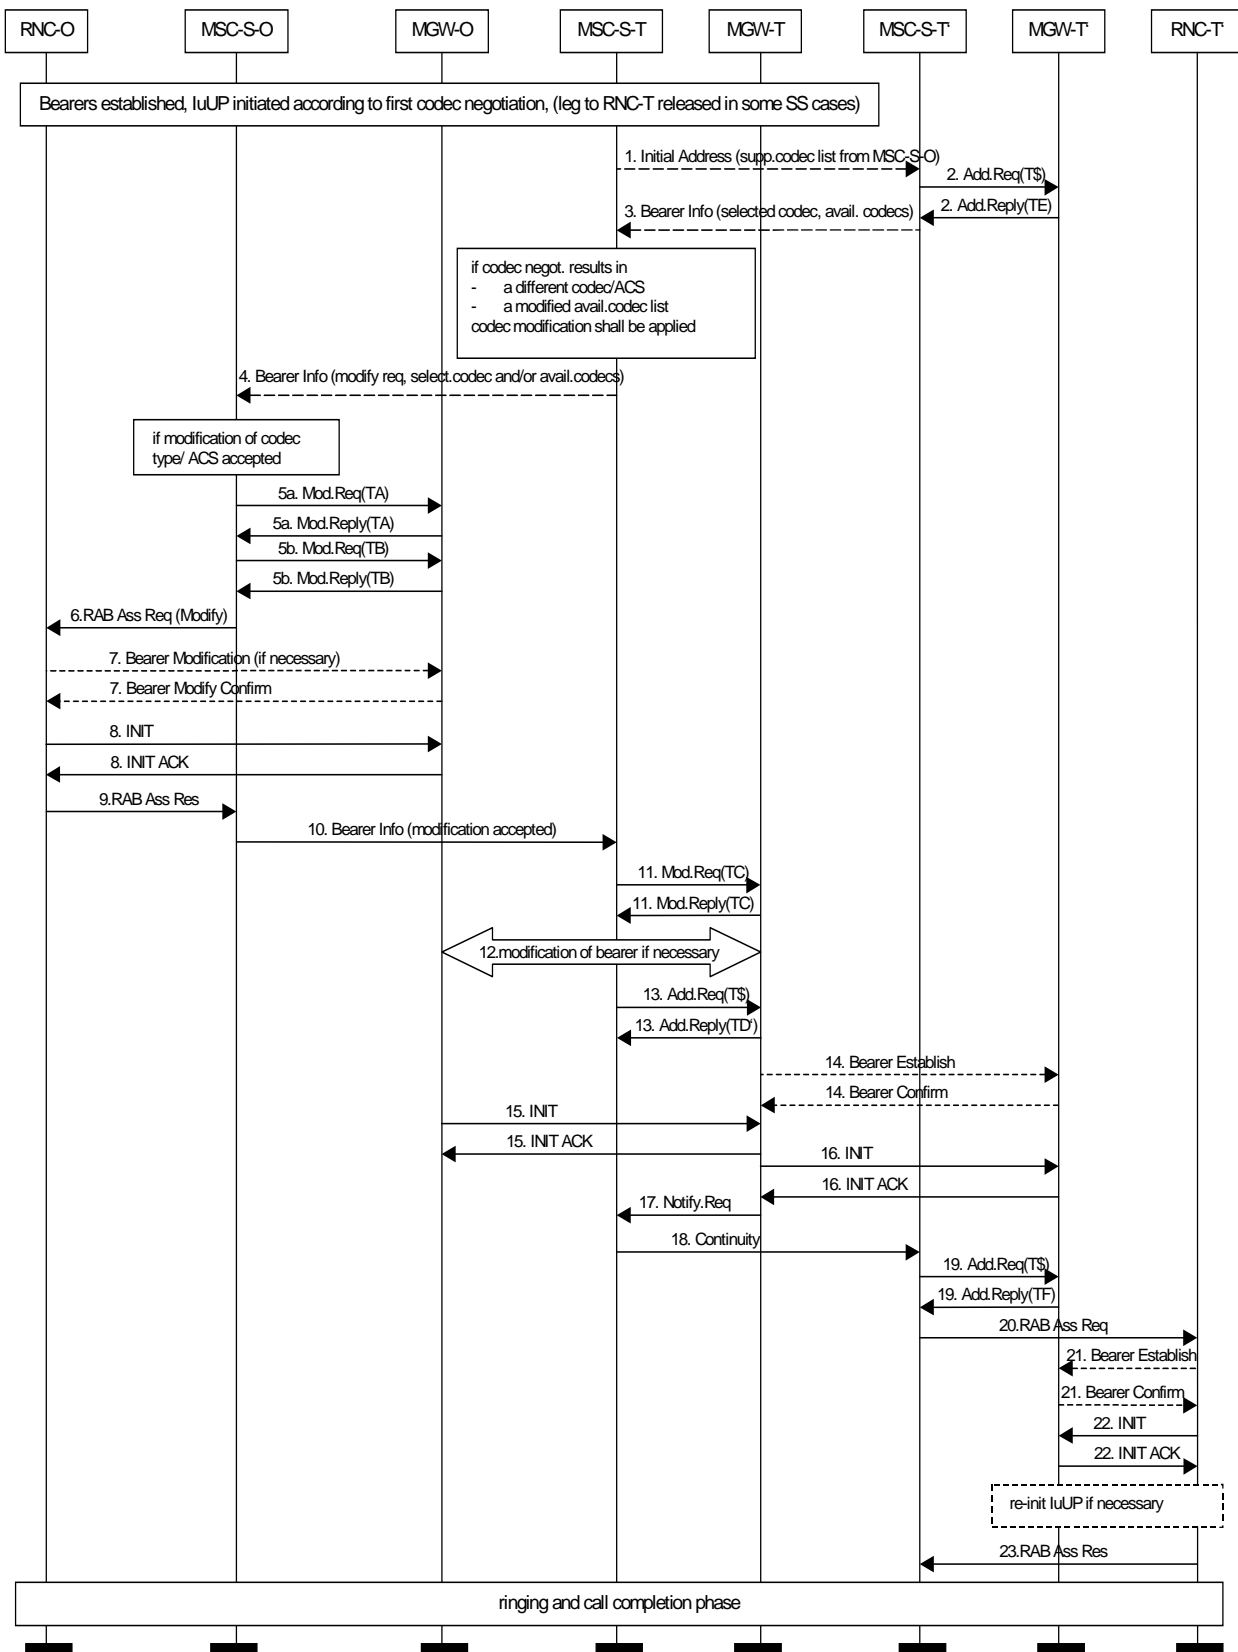 RNC-O MSC-S-O MGW-O MSC-S-T MGW-T MSC-S-T' MGW-T' RNC-T'
Bearers established, IuUP initiated according to first codec negotiation, (leg to RNC-T released in some SS cases)
1. Initial Address (supp.codec list from MSC-S-O)
2. Add.Req(T$)
2. Add.Reply(TE)
3. Bearer Info (selected codec, avail. codecs)
if codec negot. results in
- a different codec/ACS
- a modified avail.codec list
codec modification shall be applied
4. Bearer Info (modify req, select.codec and/or avail.codecs)
if modification of codec
type/ ACS accepted
5a. Mod.Req(TA)
5a. Mod.Reply(TA)
5b. Mod.Req(TB)
5b. Mod.Reply(TB)
6.RAB Ass Req (Modify)
7. Bearer Modification (if necessary)
7. Bearer Modify Confirm
8. INIT
8. INIT ACK
9.RAB Ass Res
10. Bearer Info (modification accepted)
11. Mod.Req(TC)
11. Mod.Reply(TC)
12.modification of bearer if necessary
13. Add.Req(T$)
13. Add.Reply(TD')
14. Bearer Establish
14. Bearer Confirm
15. INIT
15. INIT ACK
16. INIT
16. INIT ACK
17. Notify.Req
18. Continuity
19. Add.Req(T$)
19. Add.Reply(TF)
20.RAB Ass Req
21. Bearer Establish
21. Bearer Confirm
22. INIT
22. INIT ACK
re-init IuUP if necessary
23.RAB Ass Res
ringing and call completion phase